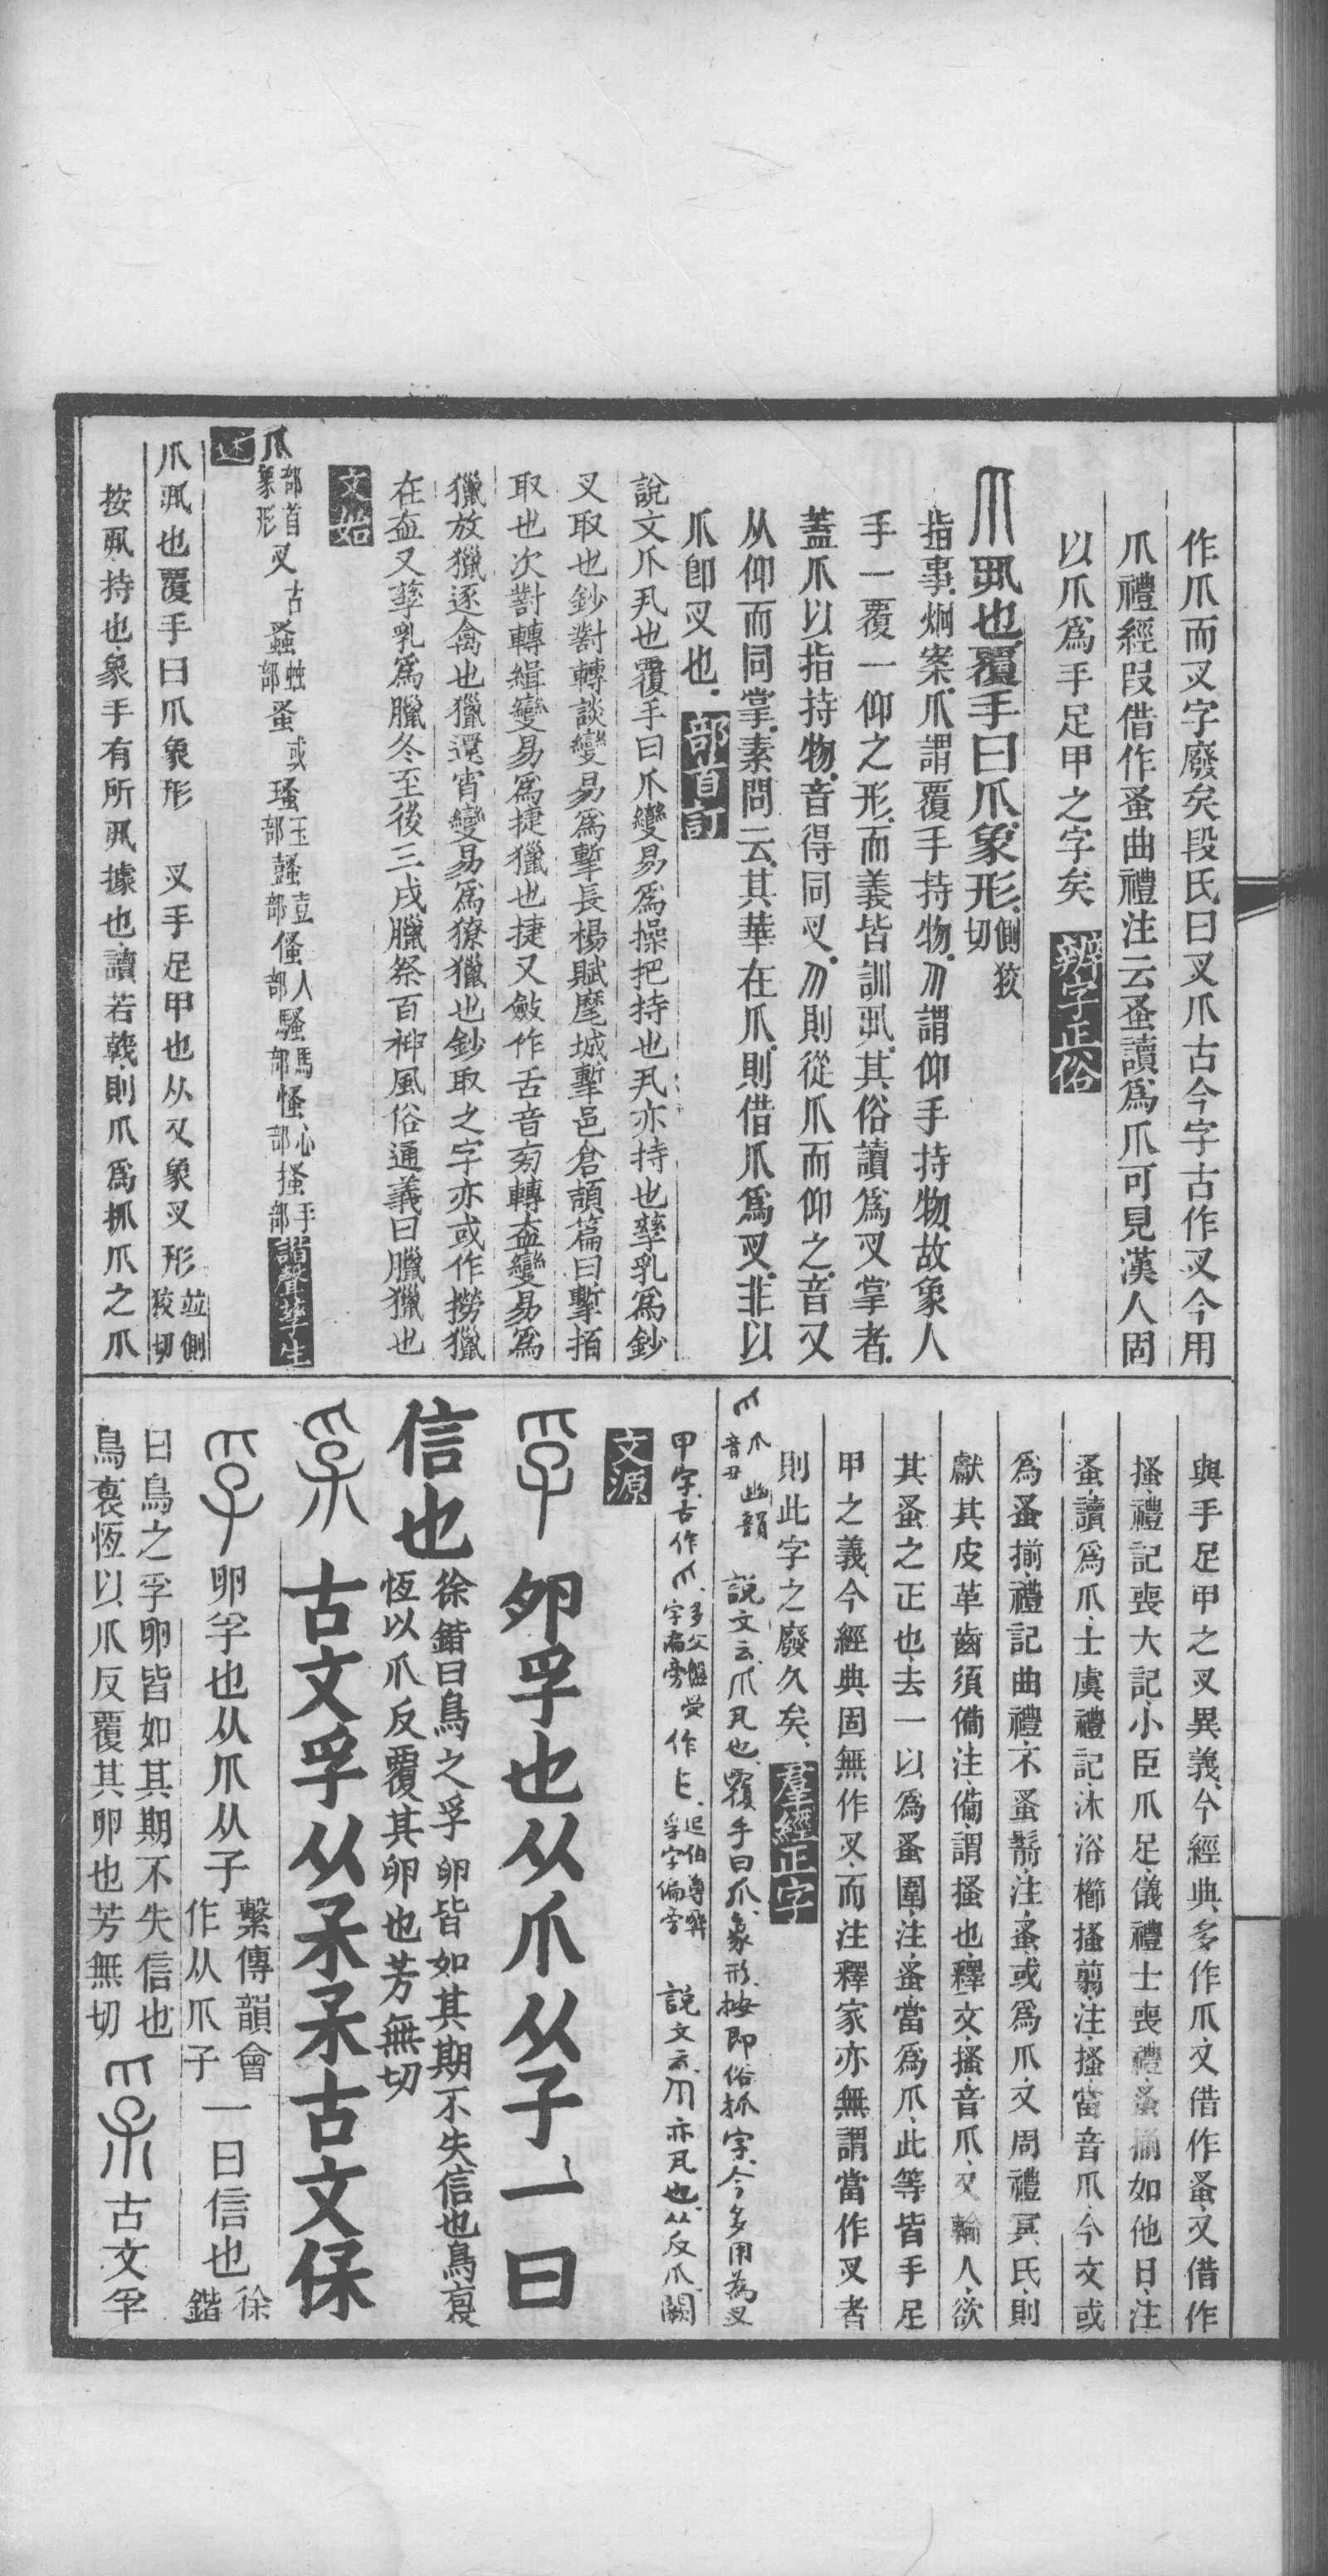 作爪而叉字廢矣段氏曰叉爪古今字古作叉今用
爪禮經叚借作蚤曲禮注云蚤讀爲爪可見漢人固
以爪爲手足甲之字矣 辨字正俗
爪丮也覆手曰爪象形側狡切
指事烱案爪謂覆手持物爪謂仰手持物故象人
手一覆一仰之形而義皆訓丮其俗讀爲叉掌者
蓋爪以指持物音得同叉爪則從爪而仰之音又
从仰而同掌素問云其華在爪則借爪爲叉非以
爪卽叉也 部首訂
說文爪丮也覆手曰爪變易爲操把持也丮亦持也孳乳爲鈔
叉取也鈔對轉談變易爲摯長楊賦麾城摲邑倉頡篇曰摲拍
取也次對轉緝變易爲捷獵也捷又敆作舌音旁轉盍變易爲
獵放獵逐禽也獵還宵變易爲獠獵也鈔取之字亦或作撈獵
在盍又孳乳爲臘冬至後三戌臘祭百神風俗通義曰臘獵也
文始
爪部首象形叉古蟊䖵部蚤或瑵玉部鼜壴部傮人部騷馬部慅心部搔手部諧聲孳生
述
爪丮也覆手曰爪象形 叉手足甲也从又象叉形並側狡切
按丮持也象手有所丮據也讀若戟則爪爲抓爪之爪
與手足甲之叉異義今經典多作爪又借作蚤又借作
搔禮記喪大記小臣爪足儀禮士喪禮蚤揃如他日注
蚤讀爲爪士虞禮記沐浴櫛搔翦注搔當音爪今文或
爲蚤揃禮記曲禮不蚤鬋注蚤或爲爪又周禮冥氏則
獻其皮革齒須備注備謂搔也釋文搔音爪又輪人欲
其蚤之正也去一以爲蚤圍注蚤當爲爪此等皆手足
甲之義今經典固無作叉而注釋家亦無謂當作叉者
則此字之廢久矣 羣經正字
爪 幽韻 說文云爪丮也覆手曰爪象形按卽俗抓字今多用爲叉
甲字古作 多父盤受字偏旁作 孚字偏旁 說文云爪亦丮也从反爪闕
文源
孚卵孚也从爪从子一曰
信也徐鍇曰鳥之孚卵皆如其期不失信也鳥裒恆以爪反覆其卵也芳無切
古文孚从𤓽𤓽古文保
孚卵孚也从爪从子繫傳韻會作从爪子一曰信也徐鍇
曰鳥之孚卵皆如其期不失信也
鳥裒恆以爪反覆其卵也芳無切 古文孚